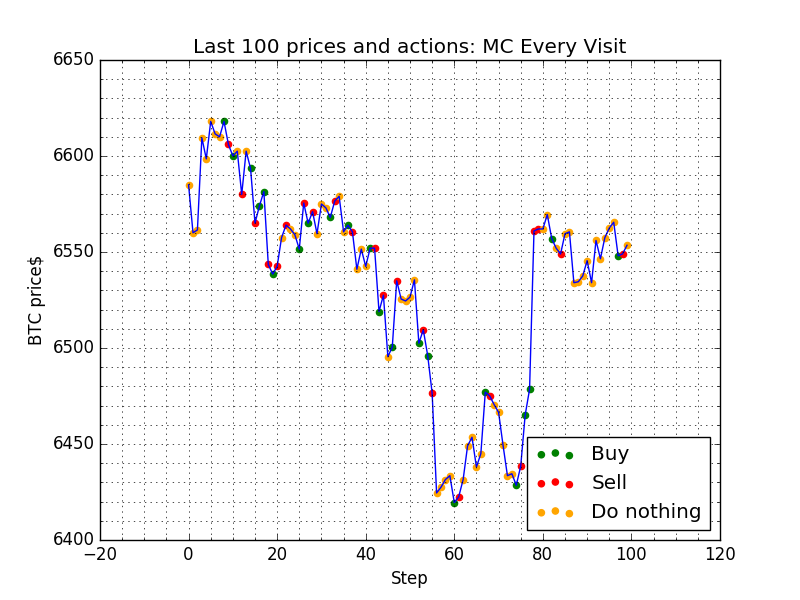 Last 100 prices and actions: MC Every Visit
6650
6600
6550
6500
6450
6400
BTC price$
−20
0
20
40
60
80
100
120
Step
Buy
Sell
Do nothing